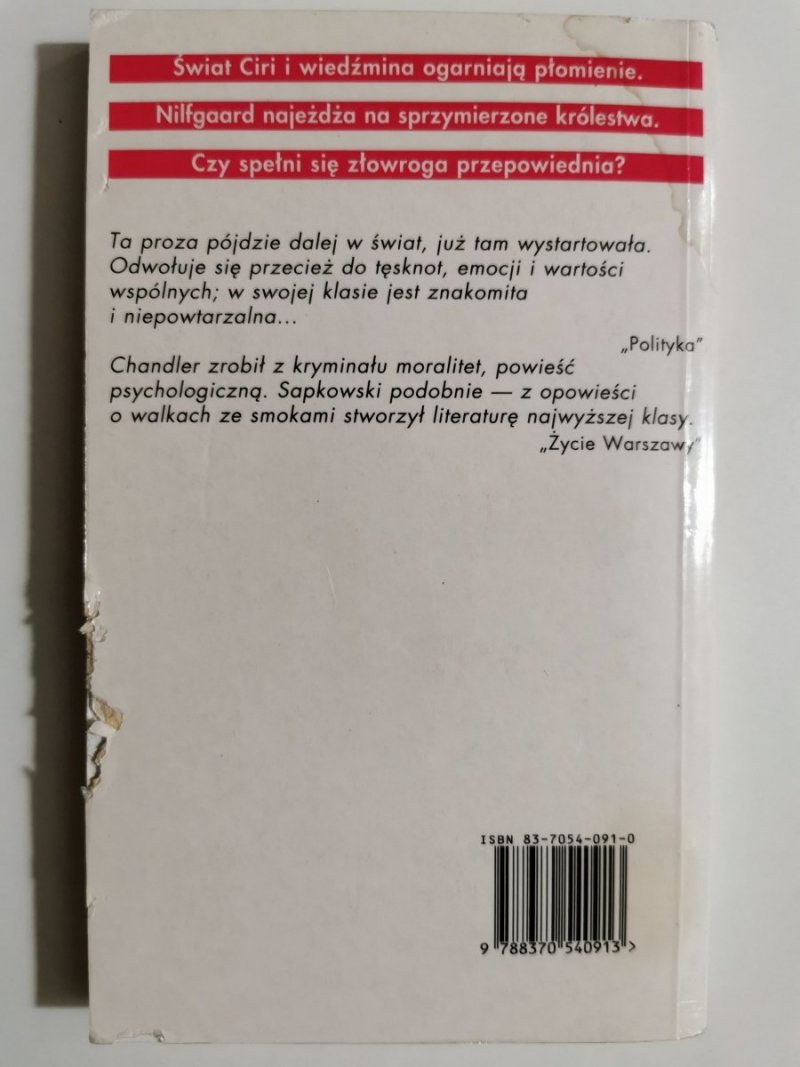 Świat Ciri i wiedźmina ogarniają płomienie.
Nilfgaard najeżdża na sprzymierzone królestwa.
Czy spełni się złowroga przepowiednia?
Ta proza pójdzie dalej w świat, już tam wystartowała.
Odwołuje się przecież do tęsknot, emocji i wartości
wspólnych; w swojej klasie jest znakomita
i niepowtarzalna...
„Polityka”
Chandler zrobił z kryminału moralitet, powieść
psychologiczną. Sapkowski podobnie — z opowieści
o walkach ze smokami stworzył literaturę najwyższej klasy.
„Życie Warszawy”
ISBN 83-7054-091-0
9 788370 540913 >